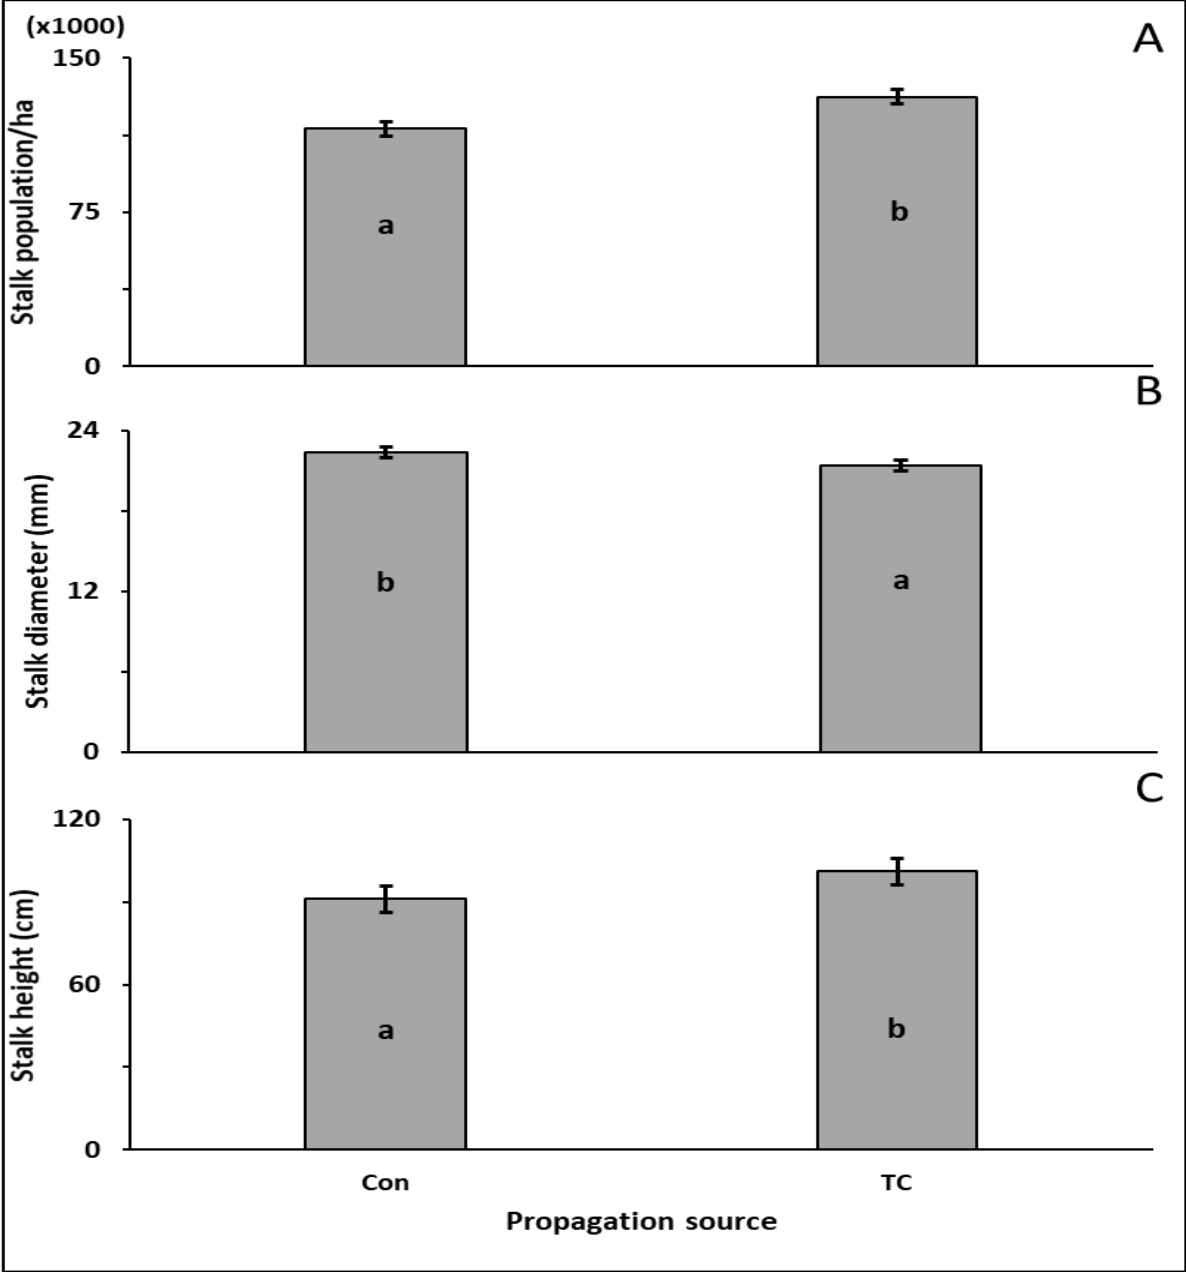 (x1000)
A
150
75
0
Stalk population/ha
a
b
B
24
12
0
Stalk diameter (mm)
b
a
C
120
60
0
Stalk height (cm)
a
b
Con
TC
Propagation source